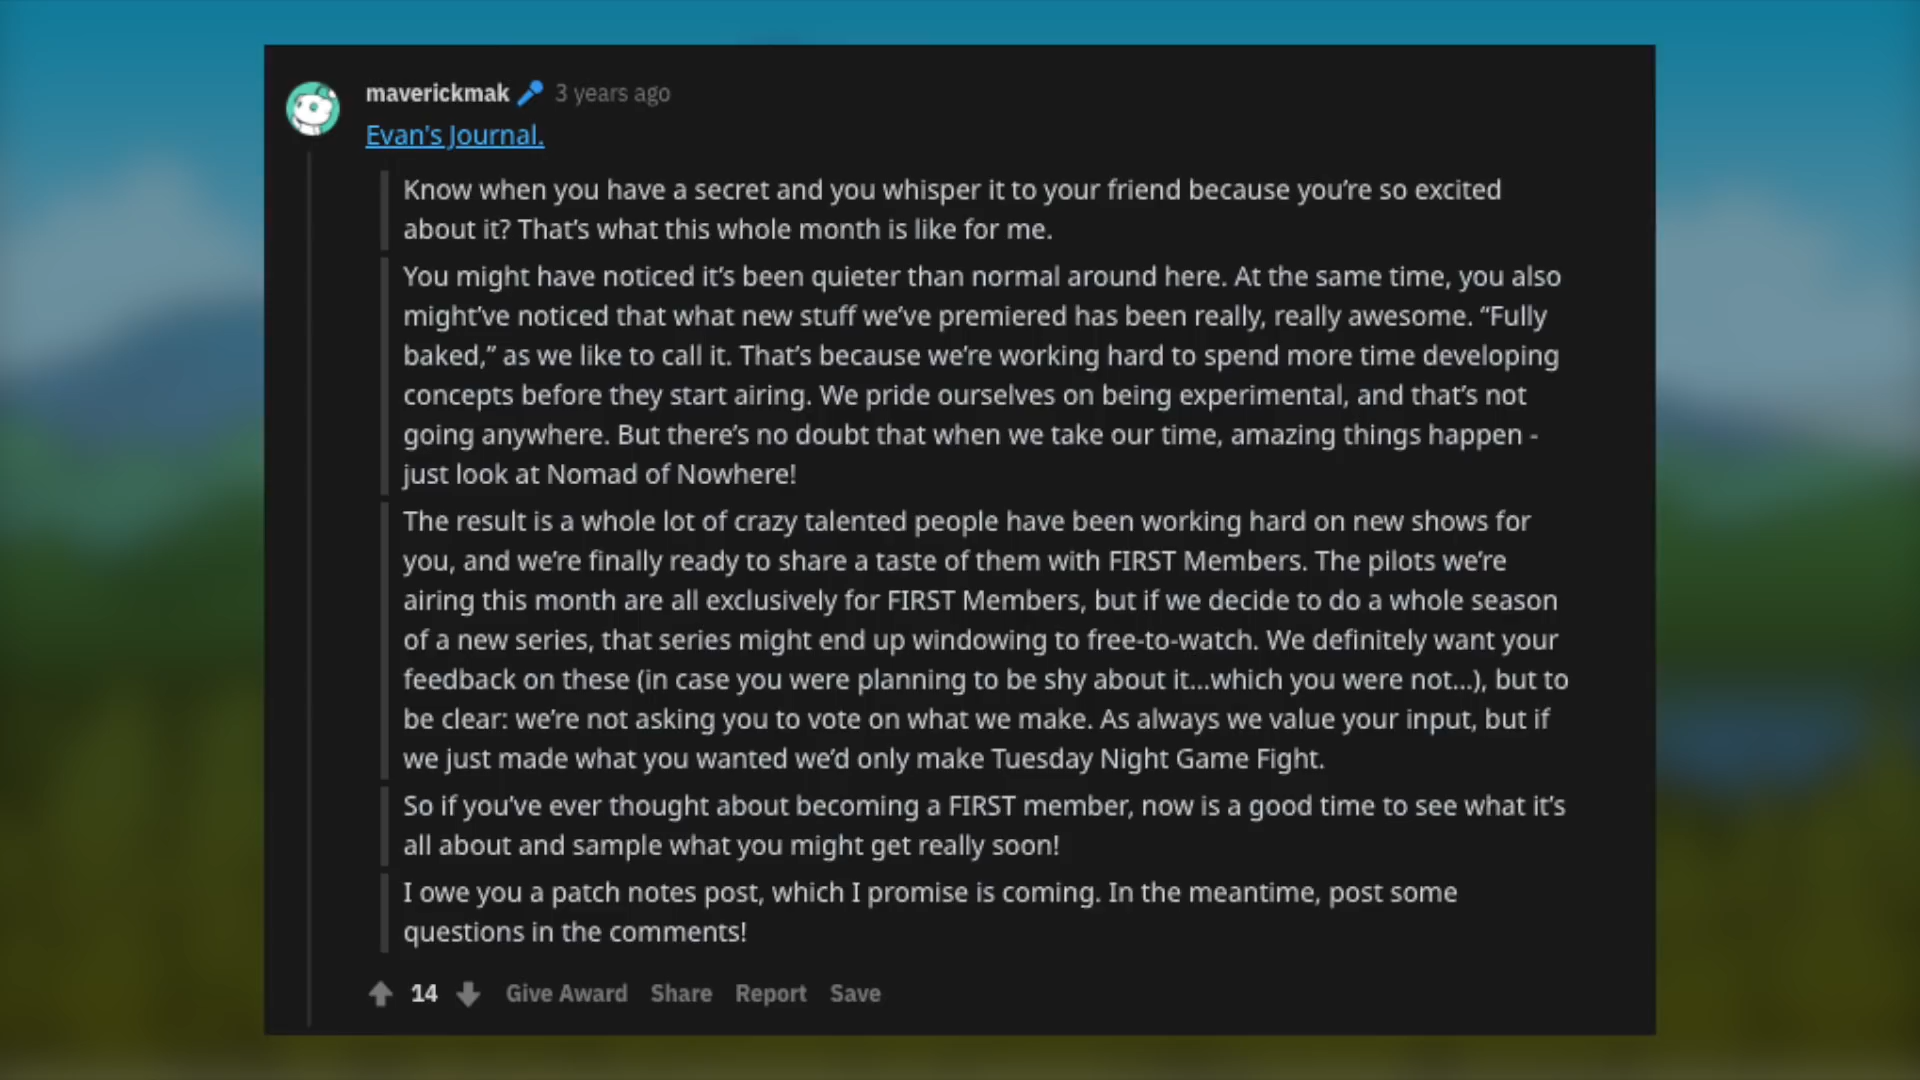 maverickmak 3 years ago
Evan's Journal.
Know when you have a secret and you whisper it to your friend because you’re so excited
about it? That’s what this whole month is like for me.
You might have noticed it’s been quieter than normal around here. At the same time, you also
might’ve noticed that what new stuff we’ve premiered has been really, really awesome. “Fully
baked,” as we like to call it. That’s because we’re working hard to spend more time developing
concepts before they start airing. We pride ourselves on being experimental, and that’s not
going anywhere. But there’s no doubt that when we take our time, amazing things happen -
just look at Nomad of Nowhere!
The result is a whole lot of crazy talented people have been working hard on new shows for
you, and we’re finally ready to share a taste of them with FIRST Members. The pilots we’re
airing this month are all exclusively for FIRST Members, but if we decide to do a whole season
of a new series, that series might end up windowing to free-to-watch. We definitely want your
feedback on these (in case you were planning to be shy about it...which you were not...), but to
be clear: we’re not asking you to vote on what we make. As always we value your input, but if
we just made what you wanted we’d only make Tuesday Night Game Fight.
So if you’ve ever thought about becoming a FIRST member, now is a good time to see what it’s
all about and sample what you might get really soon!
I owe you a patch notes post, which I promise is coming. In the meantime, post some
questions in the comments!
14 Give Award Share Report Save